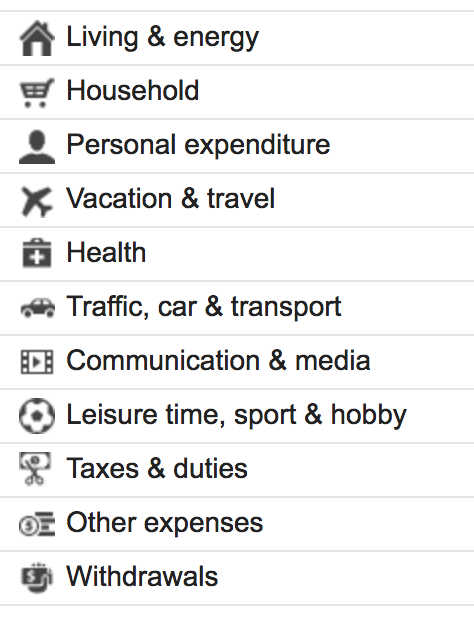 Living & energy
Household
Personal expenditure
Vacation & travel
Health
Traffic, car & transport
Communication & media
Leisure time, sport & hobby
Taxes & duties
Other expenses
Withdrawals